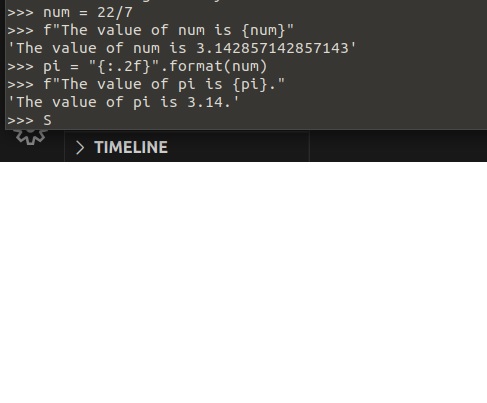 >>> num = 22/7
>>> f"The value of num is {num}"
'The value of num is 3.142857142857143'
>>> pi = "{:.2f}".format(num)
>>> f"The value of pi is {pi}."
'The value of pi is 3.14.'
>>> S
TIMELINE